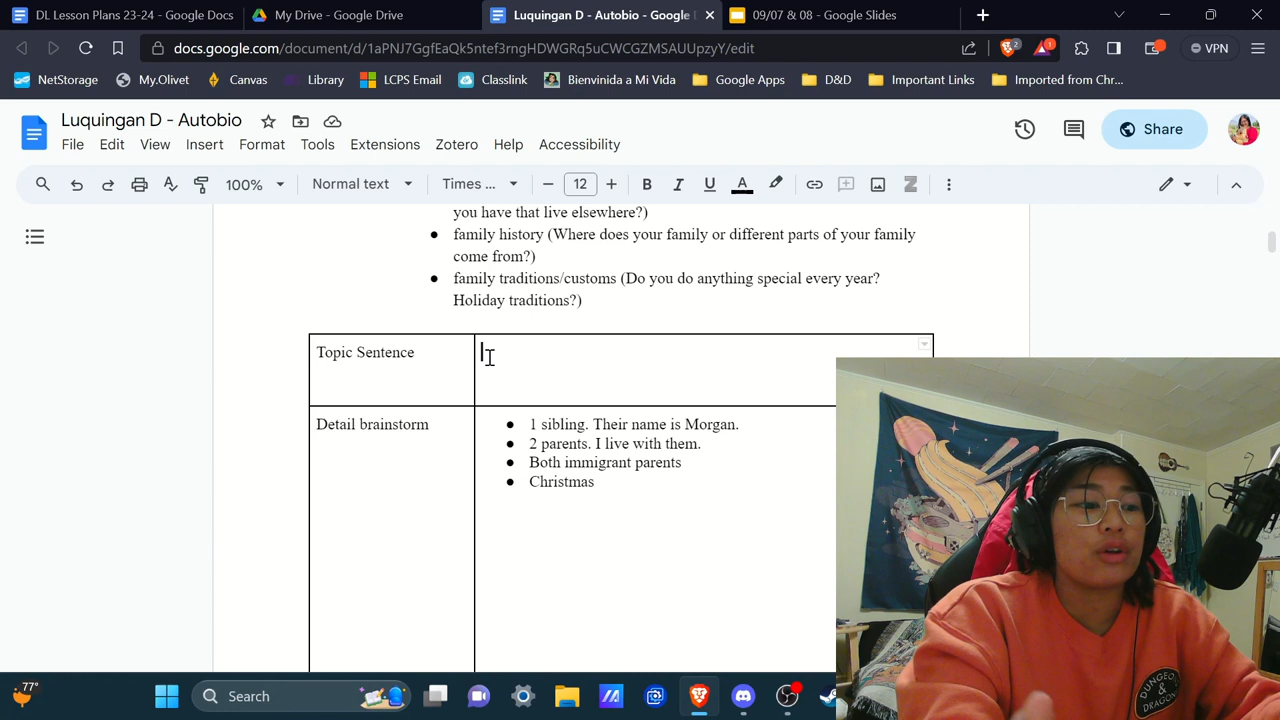 DL Lesson Plans 23-24 - Google Docs
My Drive - Google Drive
Luquingan D - Autobio - Google
09/07 & 08 - Google Slides
docs.google.com/document/d/1aPNJ7GgfEaQk5ntef3rngHDWGRq5uCWCGZMSAUUpzyY/edit
2
1
VPN
NetStorage
My.Olivet
Canvas
Library
LCPS Email
Classlink
Bienvinida a Mi Vida
Google Apps
D&D
Important Links
Imported from Chr...
Luquingan D - Autobio
Share
File Edit View Insert Format Tools Extensions Zotero Help Accessibility
100% Normal text Times ... 12 B I U A
you have that live elsewhere?)
● family history (Where does your family or different parts of your family
come from?)
● family traditions/customs (Do you do anything special every year?
Holiday traditions?)
Topic Sentence
Detail brainstorm
● 1 sibling. Their name is Morgan.
● 2 parents. I live with them.
● Both immigrant parents
● Christmas
DUNGEONS
&
DRAGONS
77°
Search